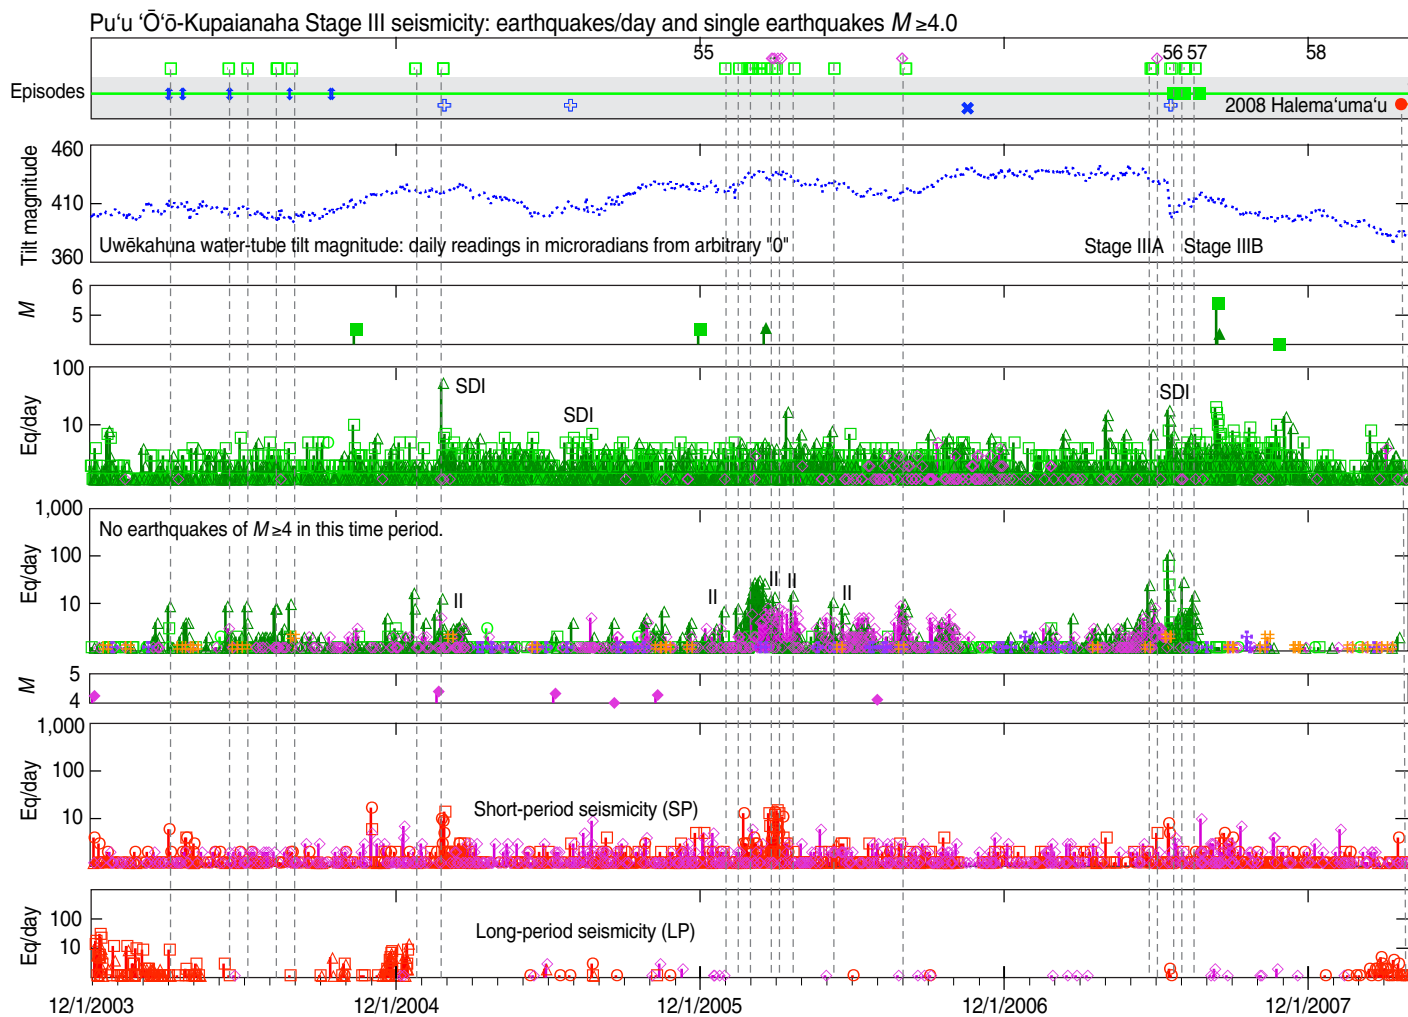 Pu‘u ‘Ō‘ō-Kupaianaha Stage III seismicity: earthquakes/day and single earthquakes M ≥4.0
55 56 57 58
Episodes
2008 Halema‘uma‘u
Tilt magnitude
460
410
360
Uwēkahuna water-tube tilt magnitude: daily readings in microradians from arbitrary "0"
Stage IIIA Stage IIIB
M
6
5
Eq/day
100
10
SDI
SDI
SDI
Eq/day
1,000
100
10
No earthquakes of M ≥4 in this time period.
II
II
II
II
II
M
5
4
Eq/day
1,000
100
10
Short-period seismicity (SP)
Eq/day
100
10
Long-period seismicity (LP)
12/1/2003 12/1/2004 12/1/2005 12/1/2006 12/1/2007